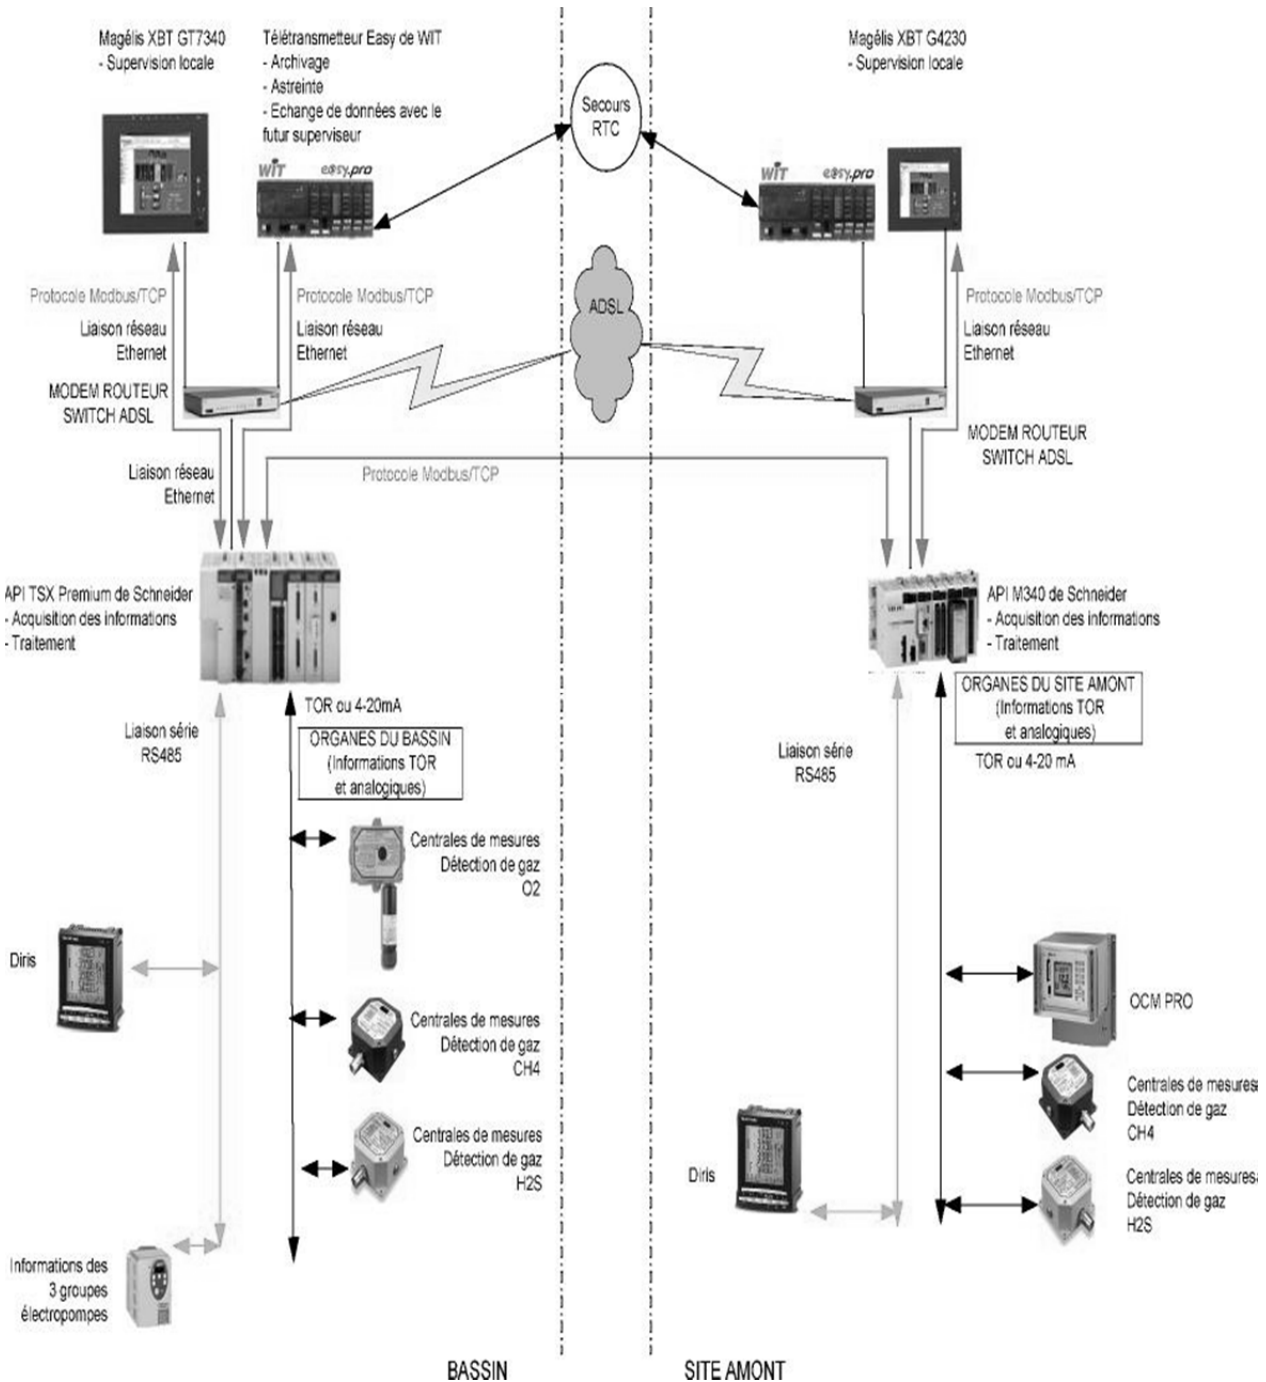 Magélis XBT GT7340
- Supervision locale
Télétransmetteur Easy de WIT
- Archivage
- Astreinte
- Echange de données avec le
futur superviseur
WIT easy.pro
Secours
RTC
Magélis XBT G4230
- Supervision locale
WIT easy.pro
Protocole Modbus/TCP
Liaison réseau
Ethernet
Protocole Modbus/TCP
Liaison réseau
Ethernet
ADSL
Protocole Modbus/TCP
Liaison réseau
Ethernet
MODEM ROUTEUR
SWITCH ADSL
MODEM ROUTEUR
SWITCH ADSL
Liaison réseau
Ethernet
Protocole Modbus/TCP
API TSX Premium de Schneider
- Acquisition des informations
- Traitement
API M340 de Schneider
- Acquisition des informations
- Traitement
Liaison série
RS485
TOR ou 4-20mA
ORGANES DU BASSIN
(Informations TOR
et analogiques)
ORGANES DU SITE AMONT
(Informations TOR
et analogiques)
TOR ou 4-20 mA
Liaison série
RS485
Centrales de mesures
Détection de gaz
O2
Diris
Centrales de mesures
Détection de gaz
CH4
Centrales de mesures
Détection de gaz
H2S
Informations des
3 groupes
électropompes
OCM PRO
Centrales de mesures
Détection de gaz
CH4
Diris
Centrales de mesures
Détection de gaz
H2S
BASSIN
SITE AMONT